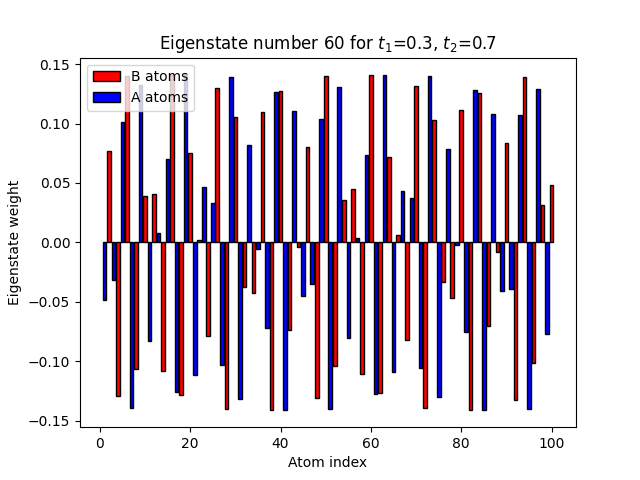 Eigenstate number 60 for t₁=0.3, t₂=0.7
B atoms
A atoms
Eigenstate weight
0.15
0.10
0.05
0.00
−0.05
−0.10
−0.15
0
20
40
60
80
100
Atom index